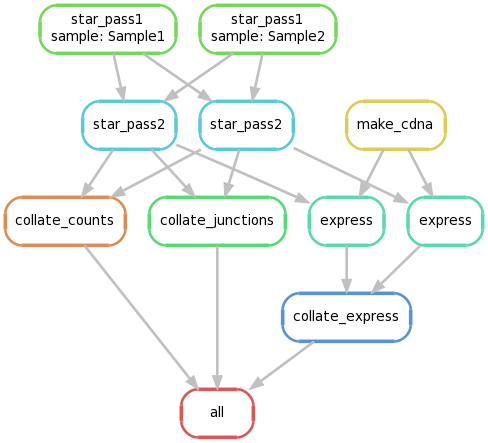 star_pass1
sample: Sample1
star_pass1
sample: Sample2
star_pass2
star_pass2
make_cdna
collate_counts
collate_junctions
express
express
collate_express
all